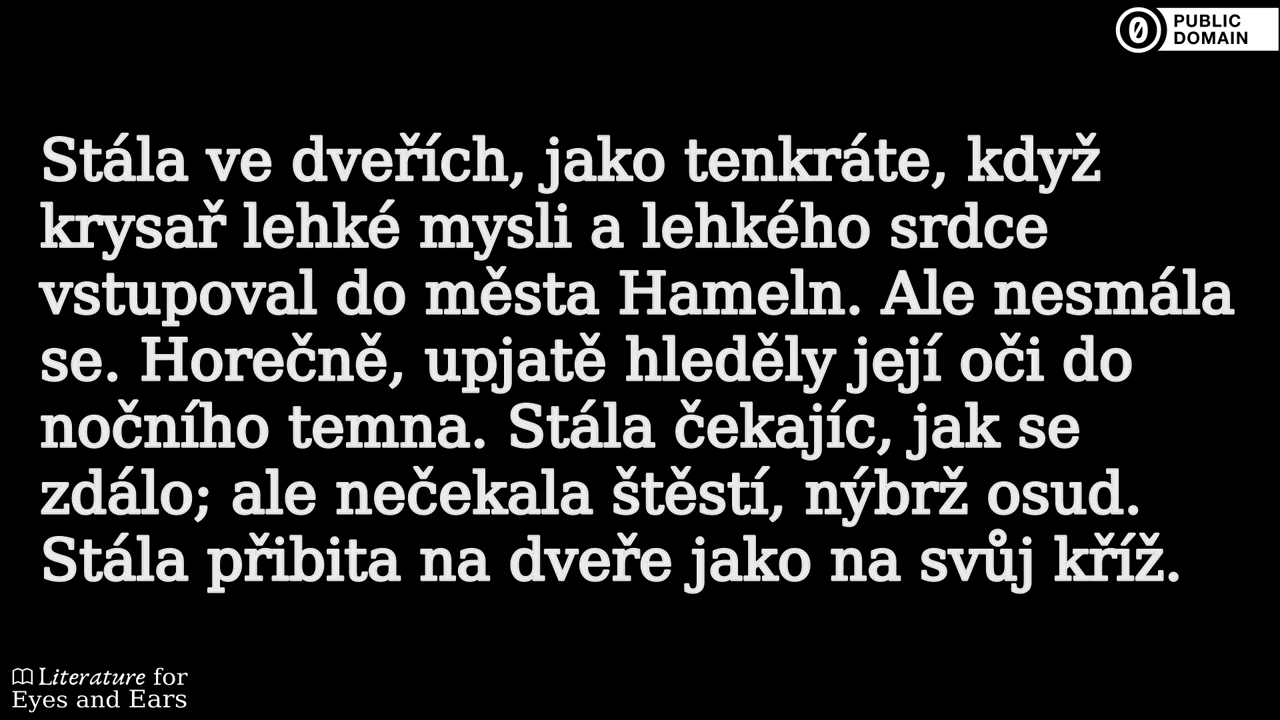 PUBLIC
DOMAIN
Stála ve dveřích, jako tenkráte, když
krysař lehké mysli a lehkého srdce
vstupoval do města Hameln. Ale nesmála
se. Horečně, upjatě hleděly její oči do
nočního temna. Stála čekajíc, jak se
zdálo; ale nečekala štěstí, nýbrž osud.
Stála přibita na dveře jako na svůj kříž.
Literature for
Eyes and Ears